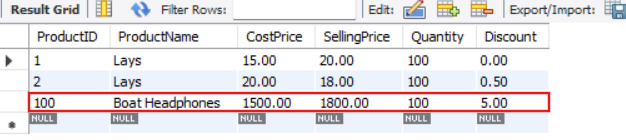 Result Grid Filter Rows: Edit: Export/Import:
ProductID ProductName CostPrice SellingPrice Quantity Discount
1 Lays 15.00 20.00 100 0.00
2 Lays 20.00 18.00 100 0.50
100 Boat Headphones 1500.00 1800.00 100 5.00
NULL NULL NULL NULL NULL NULL